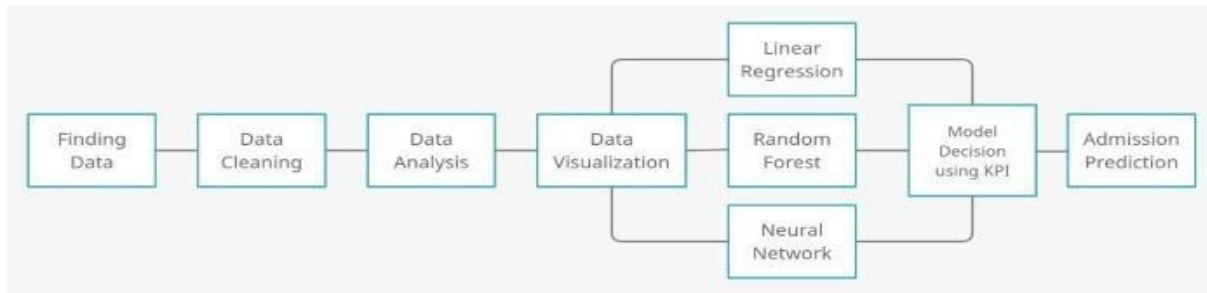 Finding
Data
Data
Cleaning
Data
Analysis
Data
Visualization
Linear
Regression
Random
Forest
Neural
Network
Model
Decision
using KPI
Admission
Prediction